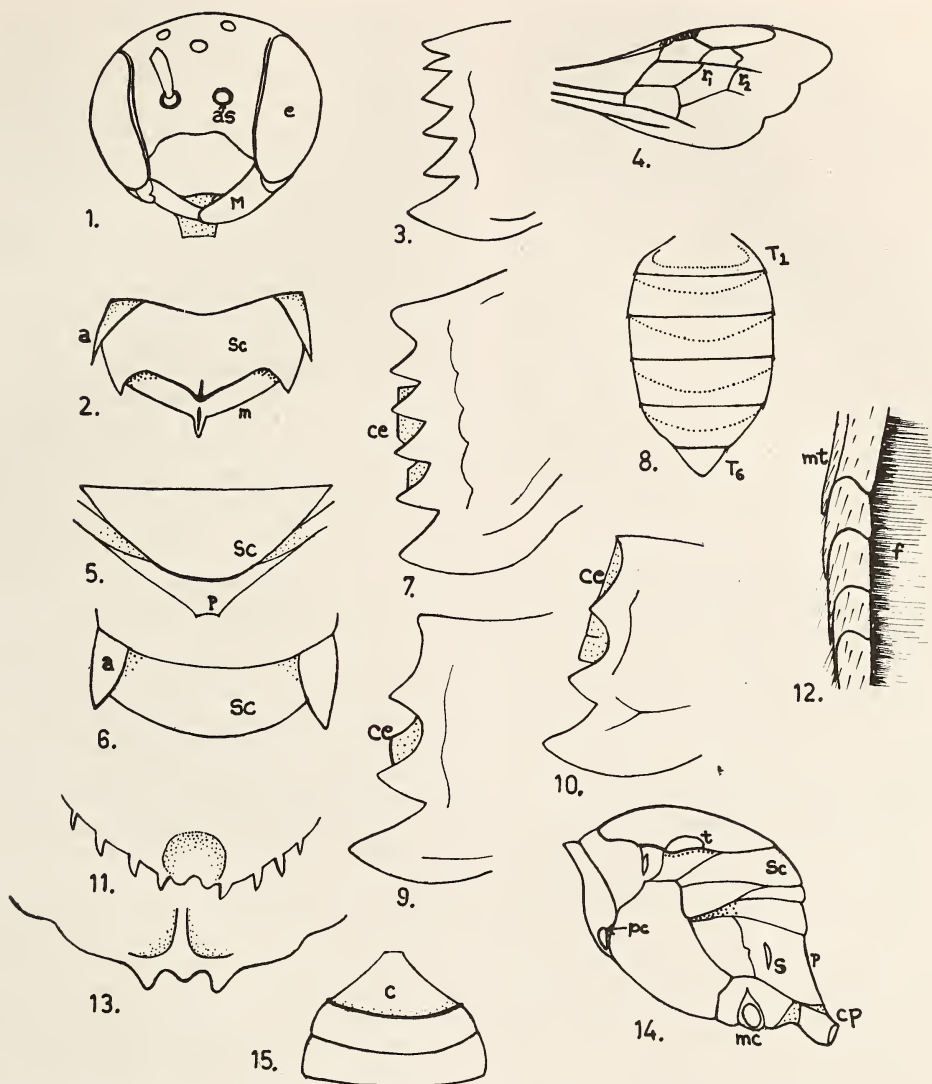 as
e
M
1.
a
Sc
m
2.
3.
r1
r2
4.
Sc
p
5.
a
Sc
6.
ce
7.
T1
T6
8.
ce
9.
ce
10.
11.
mt
f
12.
13.
t
Sc
pc
S
p
mc
cp
14.
c
15.